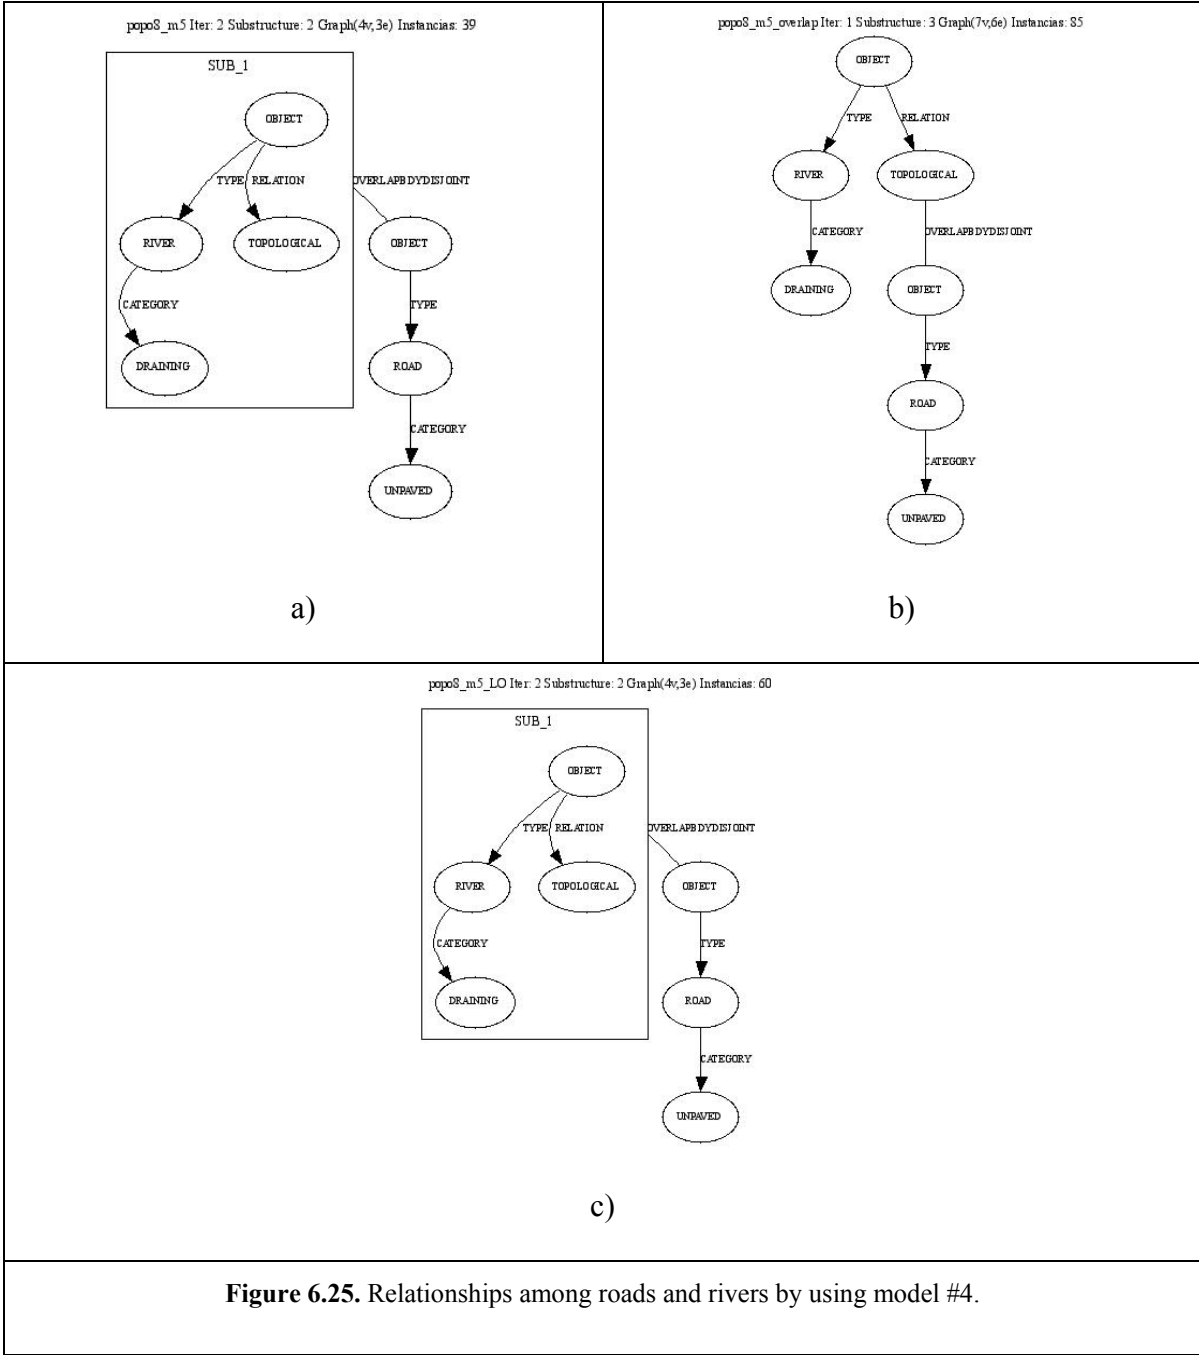 popo8_m5 Iter: 2 Substructure: 2 Graph(4v,3e) Instancias: 39
SUB_1
OBJECT
TYPE RELATION OVERLAPBDYDISJOINT
RIVER TOPOLOGICAL OBJECT
CATEGORY TYPE
DRAINING ROAD
CATEGORY
UNPAVED
a)
popo8_m5_overlap Iter: 1 Substructure: 3 Graph(7v,6e) Instancias: 85
OBJECT
TYPE RELATION
RIVER TOPOLOGICAL
CATEGORY OVERLAPBDYDISJOINT
DRAINING OBJECT
TYPE
ROAD
CATEGORY
UNPAVED
b)
popo8_m5_LO Iter: 2 Substructure: 2 Graph(4v,3e) Instancias: 60
SUB_1
OBJECT
TYPE RELATION OVERLAPBDYDISJOINT
RIVER TOPOLOGICAL OBJECT
CATEGORY TYPE
DRAINING ROAD
CATEGORY
UNPAVED
c)
Figure 6.25. Relationships among roads and rivers by using model #4.